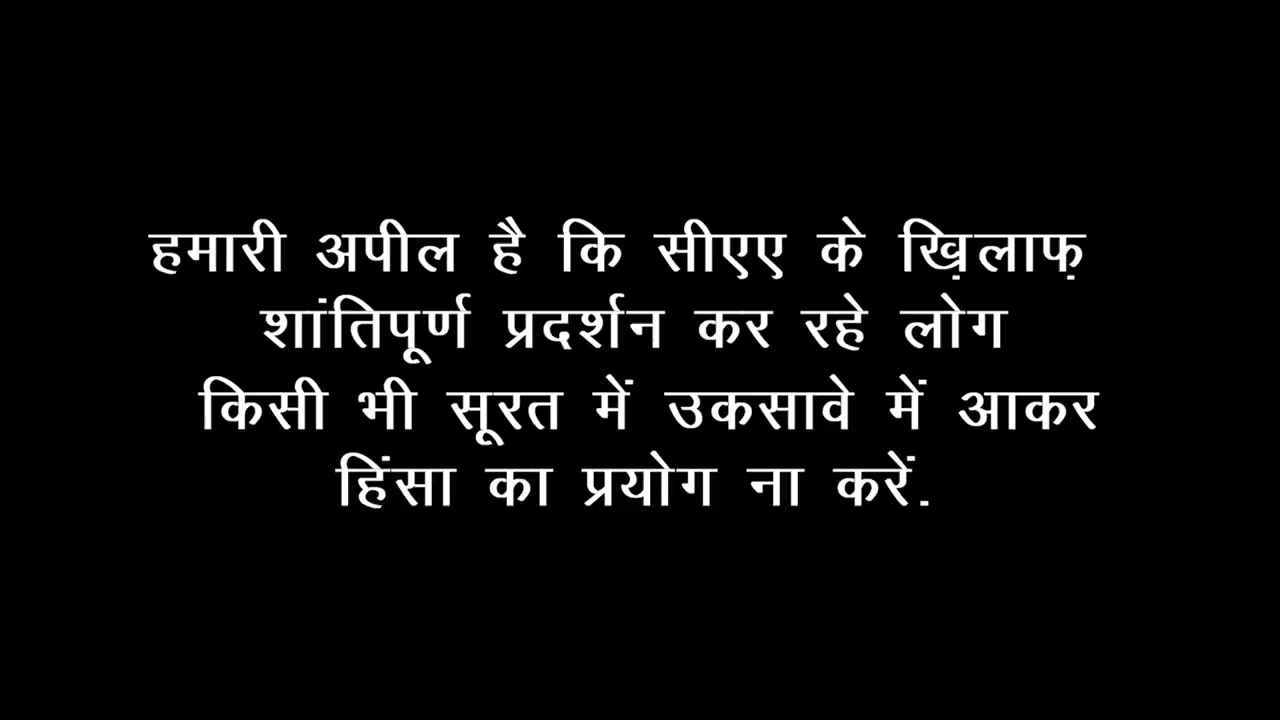 हमारी अपील है कि सीएए के ख़िलाफ़
शांतिपूर्ण प्रदर्शन कर रहे लोग
किसी भी सूरत में उकसावे में आकर
हिंसा का प्रयोग ना करें.